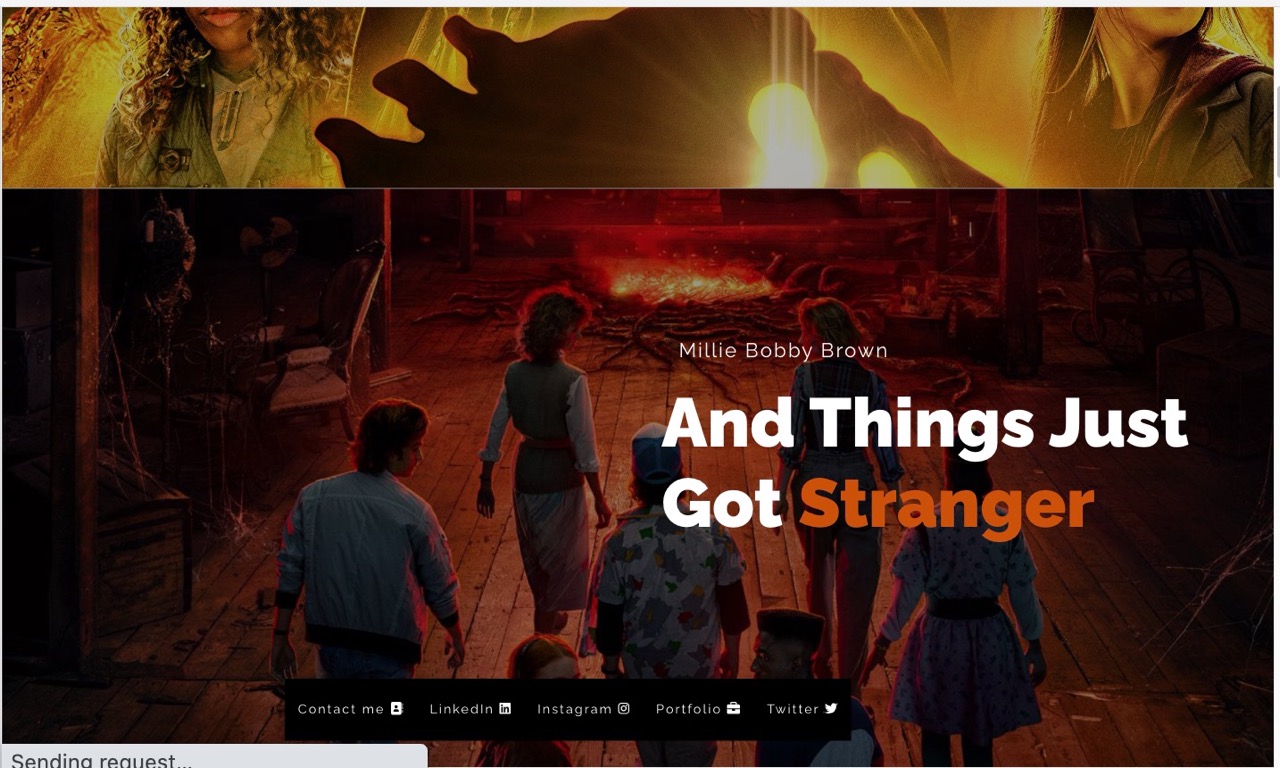 Millie Bobby Brown
And Things Just
Got Stranger
Contact me LinkedIn Instagram Portfolio Twitter
Sending request...